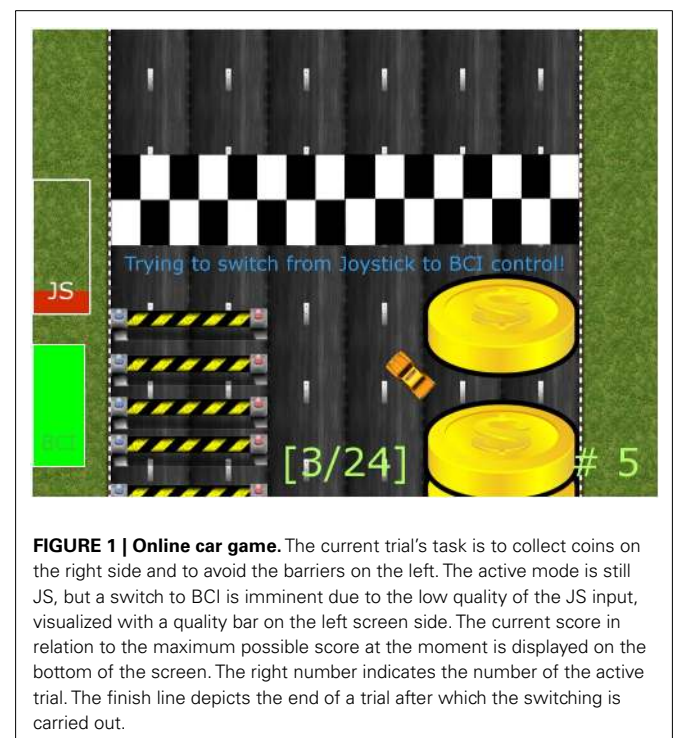 Trying to switch from Joystick to BCI control!
JS
BCI
[3/24]
# 5
FIGURE 1 | Online car game. The current trial's task is to collect coins on
the right side and to avoid the barriers on the left. The active mode is still
JS, but a switch to BCI is imminent due to the low quality of the JS input,
visualized with a quality bar on the left screen side. The current score in
relation to the maximum possible score at the moment is displayed on the
bottom of the screen. The right number indicates the number of the active
trial. The finish line depicts the end of a trial after which the switching is
carried out.